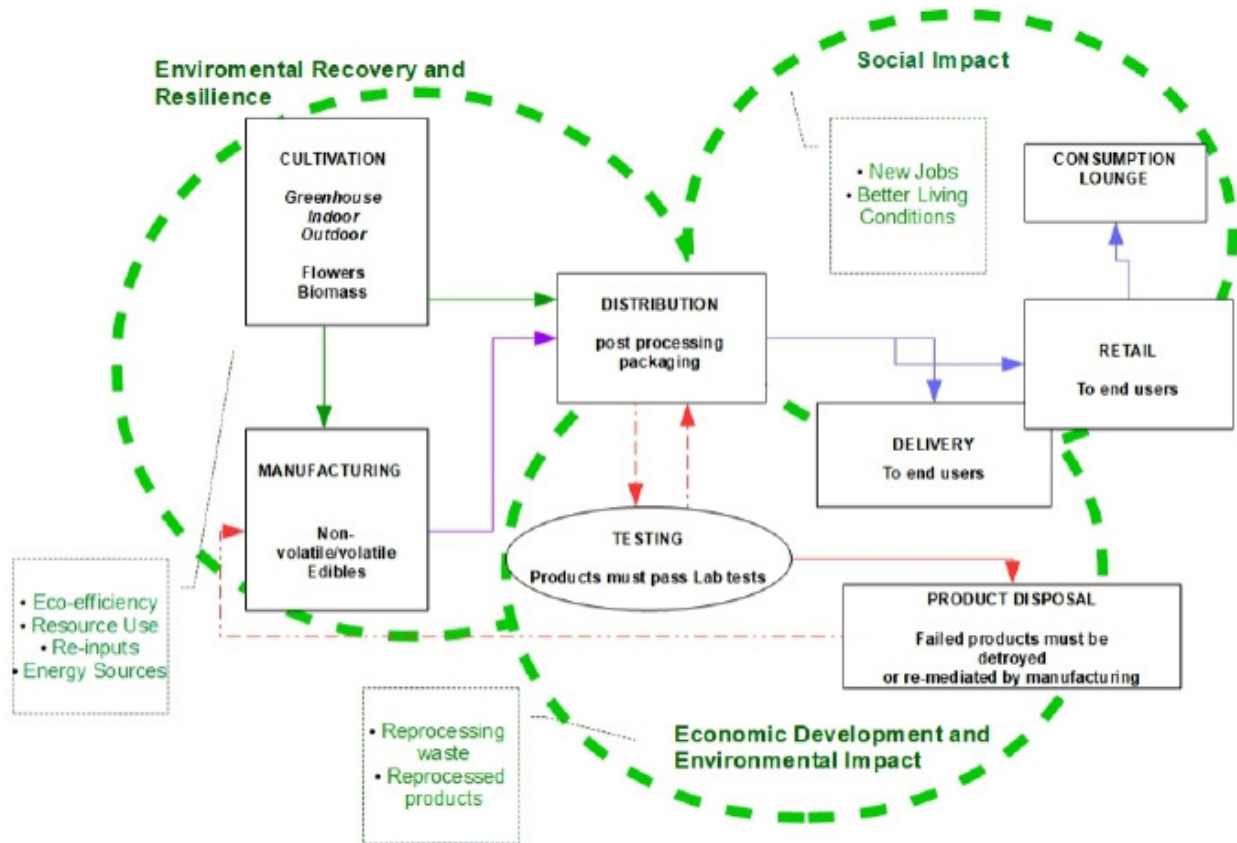 Enviromental Recovery and
Resilience
Social Impact
CULTIVATION
Greenhouse
Indoor
Outdoor
Flowers
Biomass
• New Jobs
• Better Living
Conditions
CONSUMPTION
LOUNGE
DISTRIBUTION
post processing
packaging
RETAIL
To end users
DELIVERY
To end users
MANUFACTURING
Non-
volatile/volatile
Edibles
TESTING
Products must pass Lab tests
PRODUCT DISPOSAL
Failed products must be
detroyed
or re-mediated by manufacturing
• Eco-efficiency
• Resource Use
• Re-inputs
• Energy Sources
• Reprocessing
waste
• Reprocessed
products
Economic Development and
Environmental Impact